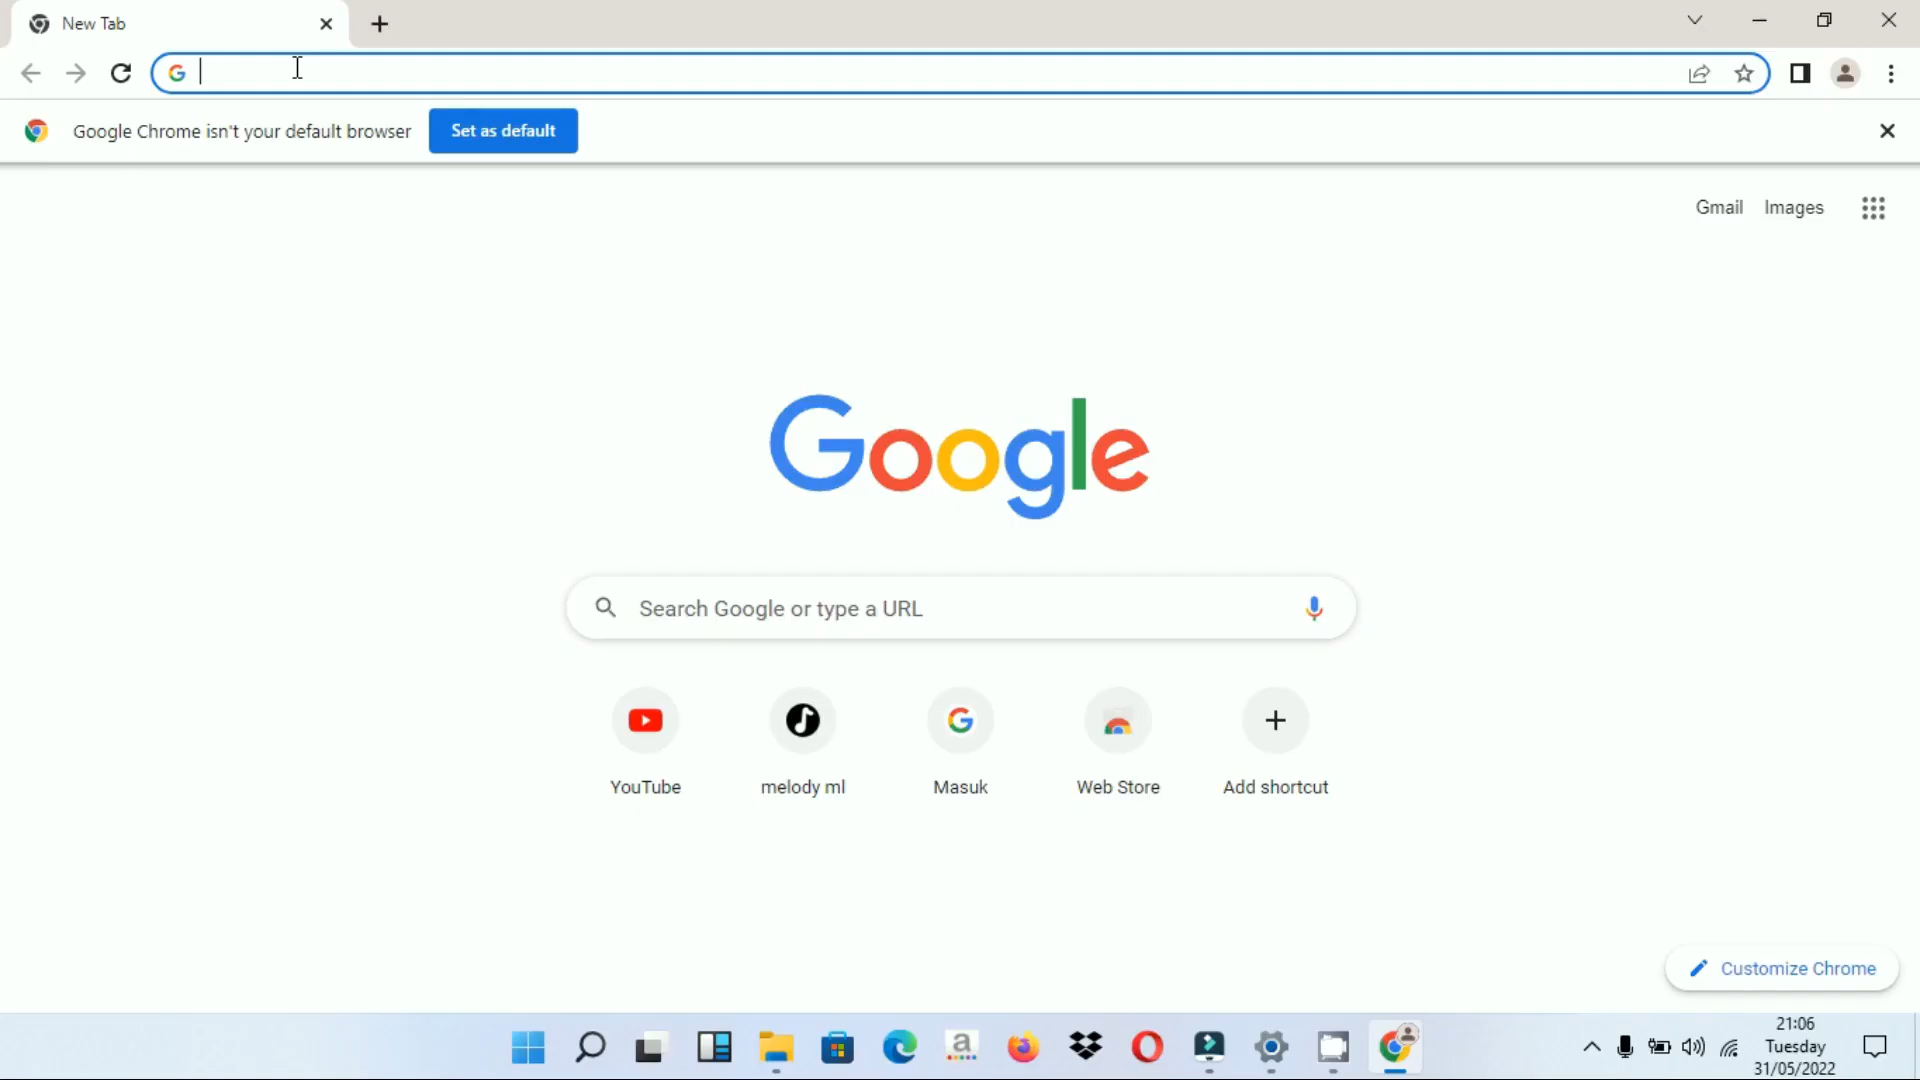 New Tab
Google Chrome isn't your default browser
Set as default
Gmail
Images
Google
Search Google or type a URL
YouTube
melody ml
Masuk
Web Store
Add shortcut
Customize Chrome
21:06
Tuesday
31/05/2022